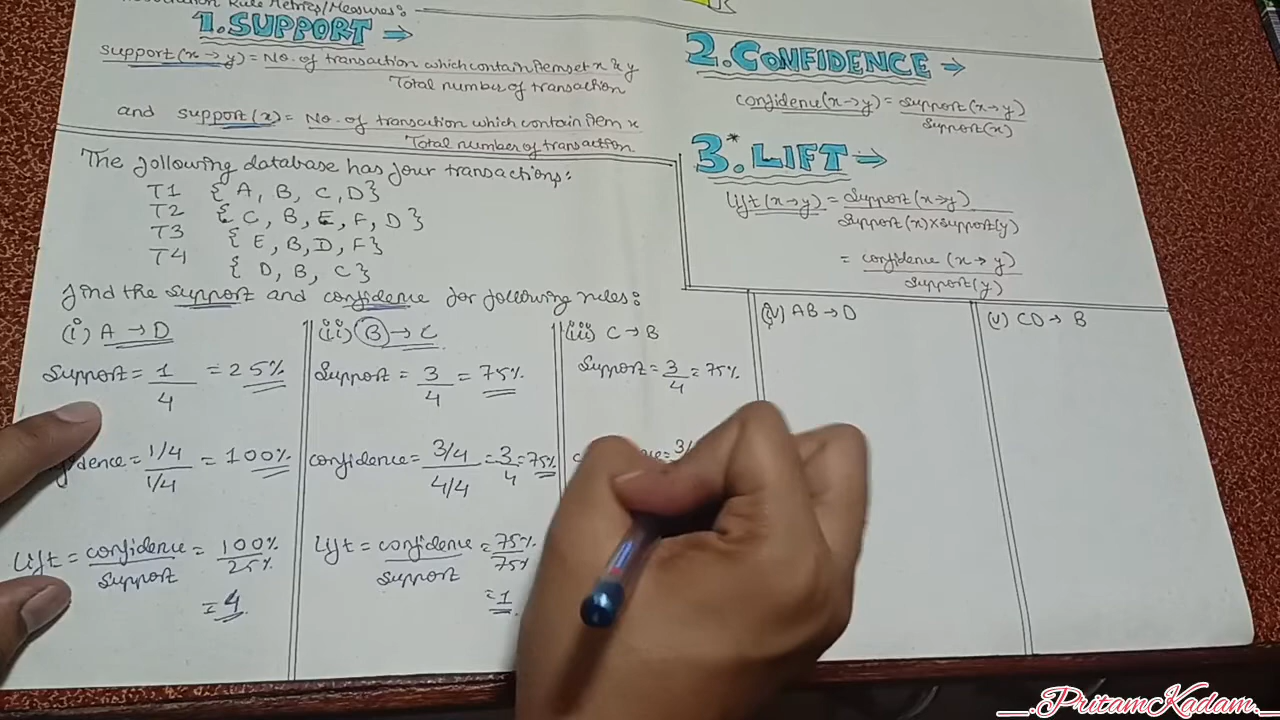 Rule Metrics/Measures:
1. SUPPORT →
support(x→y) = No. of transaction which contain itemset x & y
Total number of transaction
and support(x) = No. of transaction which contain item x
Total number of transaction
2. CONFIDENCE →
confidence(x→y) = support(x→y)
support(x)
3.* LIFT →
lift(x→y) = support(x→y)
support(x) x support(y)
= confidence (x→y)
support(y)
The following database has four transactions:
T1 {A, B, C, D}
T2 {C, B, E, F, D}
T3 {E, B, D, F}
T4 {D, B, C}
find the support and confidence for following rules:
(i) A → D
support = 1/4 = 25%
idence = 1/4 = 100%
1/4
lift = confidence = 100%
support 25%
= 4
(ii) B → C
support = 3/4 = 75%
confidence = 3/4 = 3/4 = 75%
4/4
lift = confidence = 75%
support 75%
= 1
(iii) C → B
support = 3/4 = 75%
(iv) AB → D
(v) CD → B
._PritamKadam._